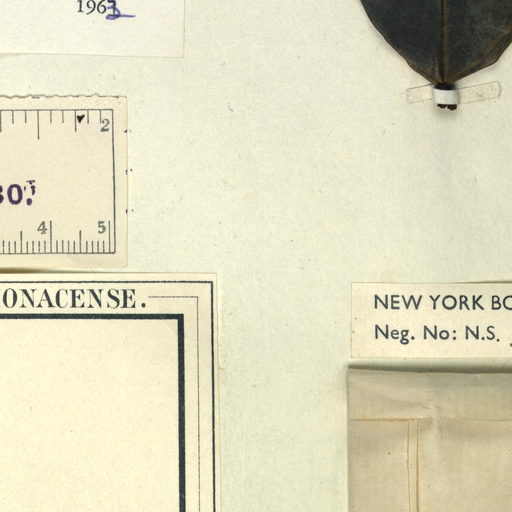 1963
2
30.
4 5
ONACENSE.
NEW YORK BO
Neg. No: N.S.